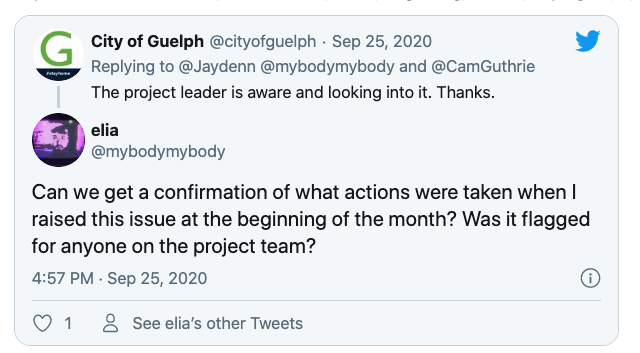 City of Guelph @cityofguelph · Sep 25, 2020
Replying to @Jaydenn @mybodymybody and @CamGuthrie
The project leader is aware and looking into it. Thanks.
G
#stayhome
elia
@mybodymybody
Can we get a confirmation of what actions were taken when I
raised this issue at the beginning of the month? Was it flagged
for anyone on the project team?
4:57 PM · Sep 25, 2020
1
See elia’s other Tweets